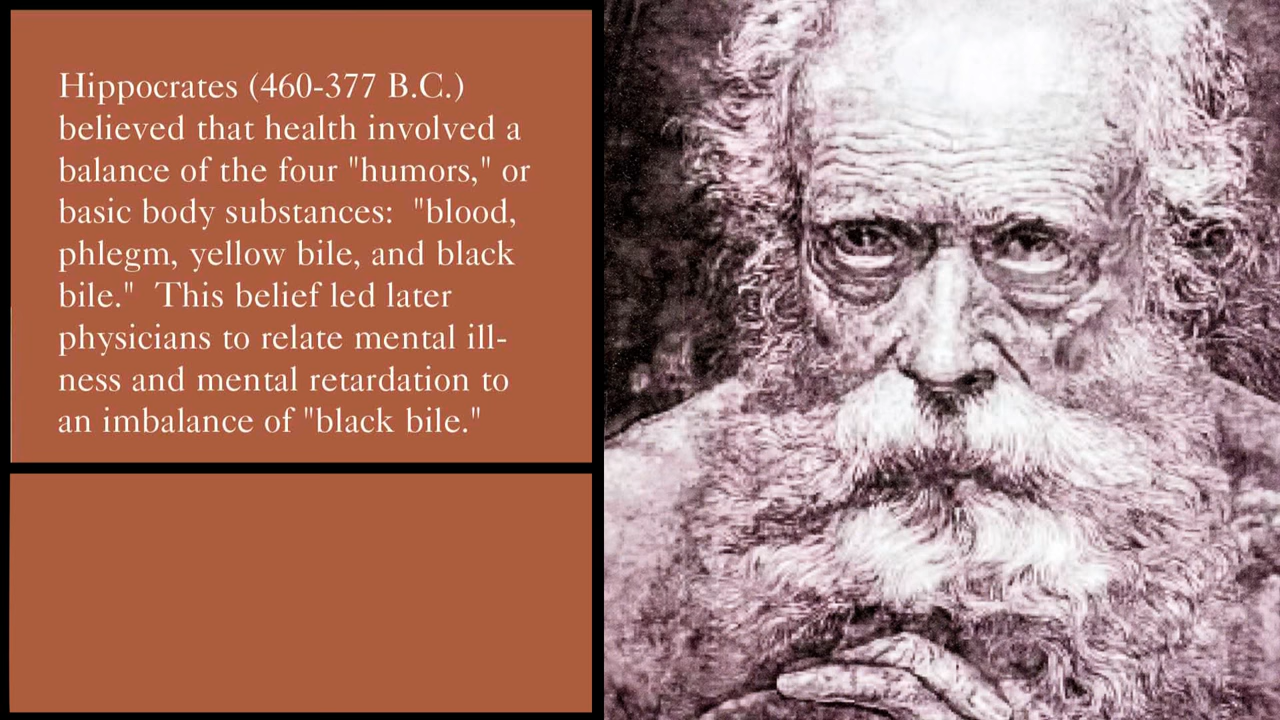 Hippocrates (460-377 B.C.)
believed that health involved a
balance of the four "humors," or
basic body substances:  "blood,
phlegm, yellow bile, and black
bile."  This belief led later
physicians to relate mental ill-
ness and mental retardation to
an imbalance of "black bile."